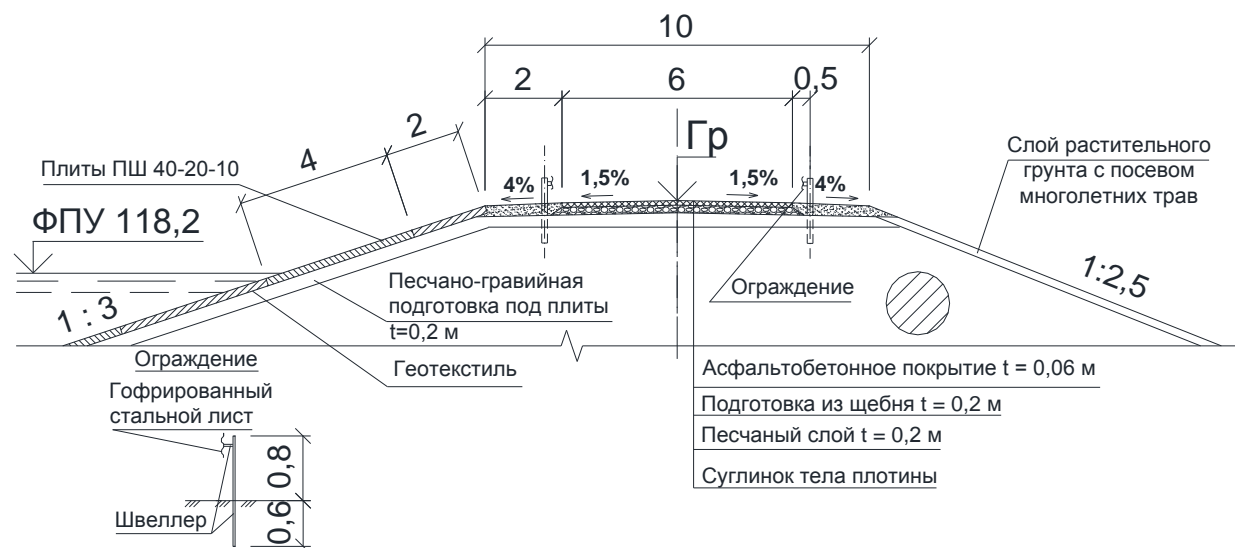 10
2
6
0,5
2
4
Гр
Плиты ПШ 40-20-10
Слой растительного
грунта с посевом
многолетних трав
4%
1,5%
1,5%
4%
ФПУ 118,2
Песчано-гравийная
подготовка под плиты
t=0,2 м
Ограждение
1:2,5
1 : 3
Ограждение
Геотекстиль
Гофрированный
стальной лист
Асфальтобетонное покрытие t = 0,06 м
Подготовка из щебня t = 0,2 м
Песчаный слой t = 0,2 м
Суглинок тела плотины
0,8
0,6
Швеллер